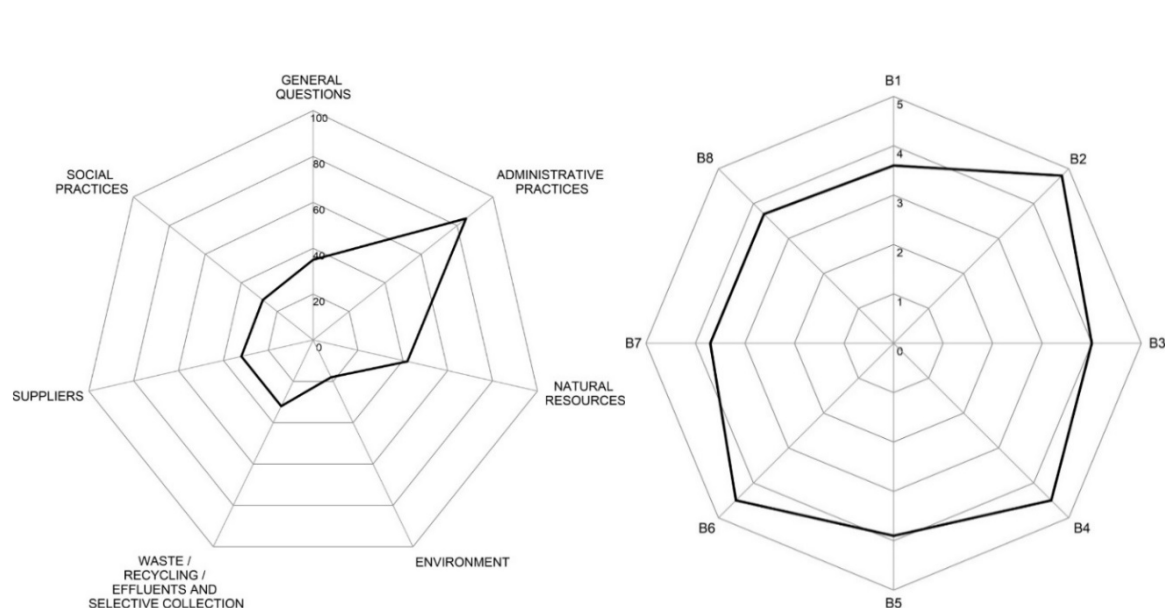 GENERAL
QUESTIONS
100
80
60
40
20
0
SOCIAL
PRACTICES
ADMINISTRATIVE
PRACTICES
SUPPLIERS
NATURAL
RESOURCES
WASTE /
RECYCLING /
EFFLUENTS AND
SELECTIVE COLLECTION
ENVIRONMENT
B1
5
4
3
2
1
0
B8
B2
B7
B3
B6
B4
B5